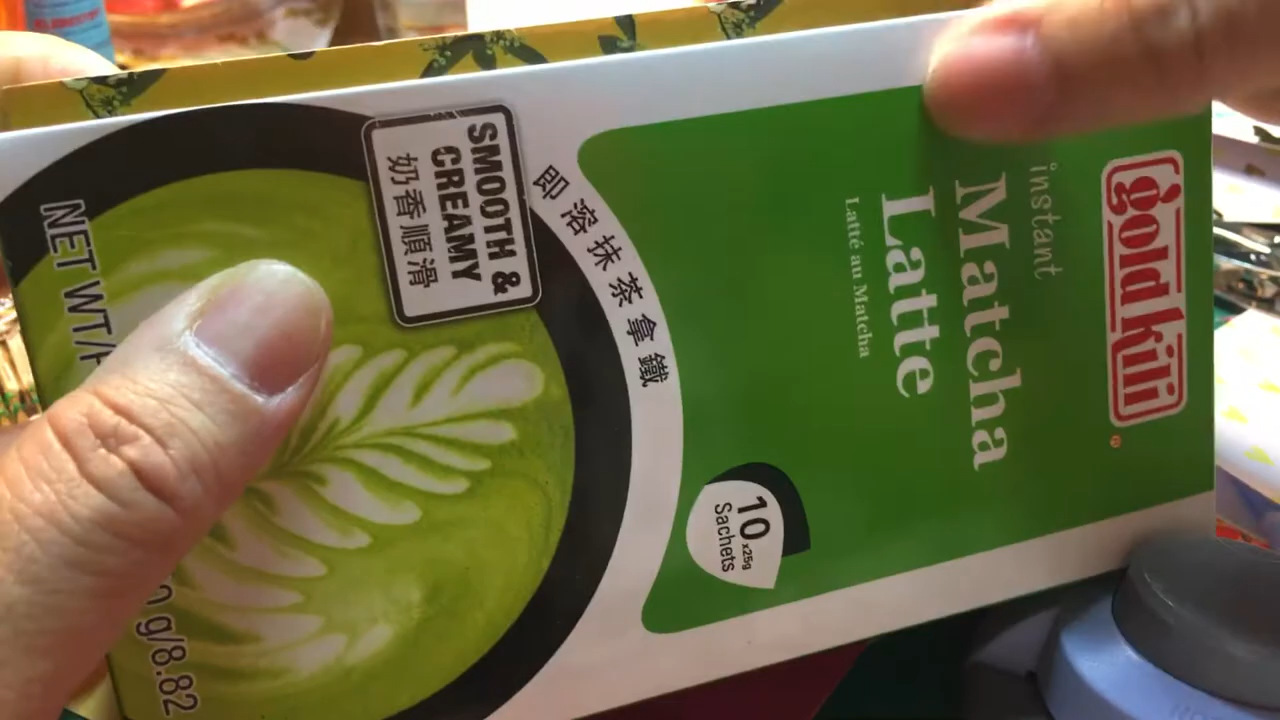 gold kili
®
instant
Matcha
Latte
Latté au Matcha
10 x25g
Sachets
即溶抹茶拿鐵
SMOOTH &
CREAMY
奶香順滑
NET WT/
g/8.82